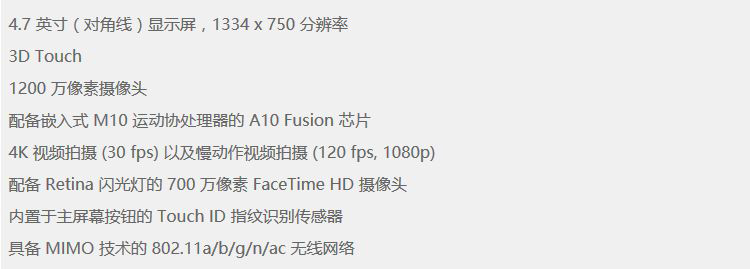 4.7 英寸（对角线）显示屏，1334 x 750 分辨率
3D Touch
1200 万像素摄像头
配备嵌入式 M10 运动协处理器的 A10 Fusion 芯片
4K 视频拍摄 (30 fps) 以及慢动作视频拍摄 (120 fps, 1080p)
配备 Retina 闪光灯的 700 万像素 FaceTime HD 摄像头
内置于主屏幕按钮的 Touch ID 指纹识别传感器
具备 MIMO 技术的 802.11a/b/g/n/ac 无线网络